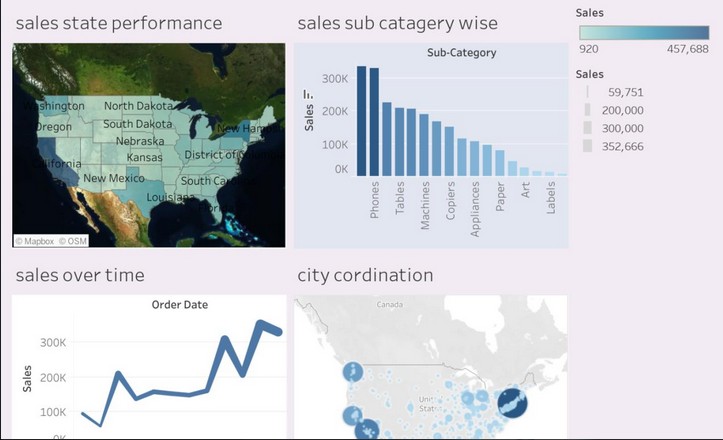 sales state performance
sales sub catagery wise
Sales
920 457,688
Sales
59,751
200,000
300,000
352,666
Washington
North Dakota
Oregon
South Dakota
New Ham
Nebraska
California
Kansas
District of
New Mexico
South Car
Louisiana
© Mapbox © OSM
Sub-Category
Sales
300K
200K
100K
0K
Phones
Tables
Machines
Copiers
Appliances
Paper
Art
Labels
sales over time
city cordination
Order Date
Sales
300K
200K
100K
0K
Canada
United
States